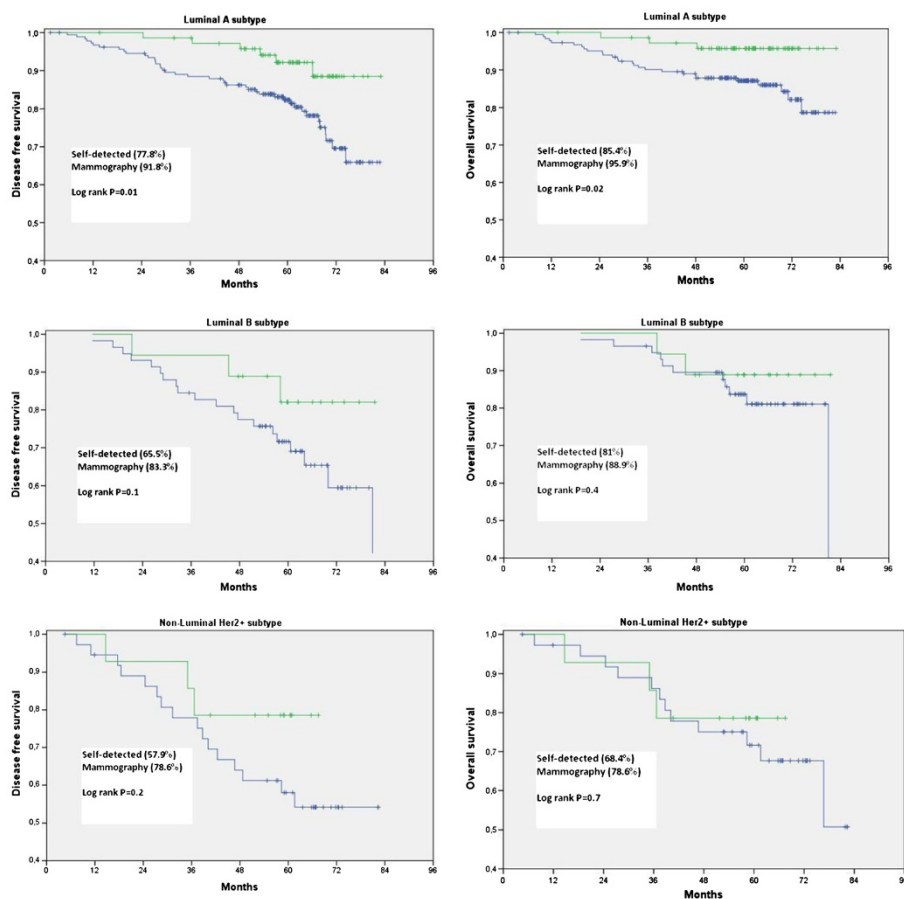 Luminal A subtype
Disease free survival
1,0
0,9
0,8
0,7
0,6
0,5
0,4
Self-detected (77.8%)
Mammography (91.8%)
Log rank P=0.01
0 12 24 36 48 60 72 84 96
Months
Luminal A subtype
Overall survival
1,0
0,9
0,8
0,7
0,6
0,5
0,4
Self-detected (85.4%)
Mammography (95.9%)
Log rank P=0.02
0 12 24 36 48 60 72 84 96
Months
Luminal B subtype
Disease free survival
1,0
0,9
0,8
0,7
0,6
0,5
0,4
Self-detected (65.5%)
Mammography (83.3%)
Log rank P=0.1
0 12 24 36 48 60 72 84 96
Months
Luminal B subtype
Overall survival
1,0
0,9
0,8
0,7
0,6
0,5
0,4
Self-detected (81%)
Mammography (88.9%)
Log rank P=0.4
0 12 24 36 48 60 72 84 96
Months
Non-Luminal Her2+ subtype
Disease free survival
1,0
0,9
0,8
0,7
0,6
0,5
0,4
Self-detected (57.9%)
Mammography (78.6%)
Log rank P=0.2
0 12 24 36 48 60 72 84 96
Months
Non-Luminal Her2+ subtype
Overall survival
1,0
0,9
0,8
0,7
0,6
0,5
0,4
Self-detected (68.4%)
Mammography (78.6%)
Log rank P=0.7
0 12 24 36 48 60 72 84 96
Months